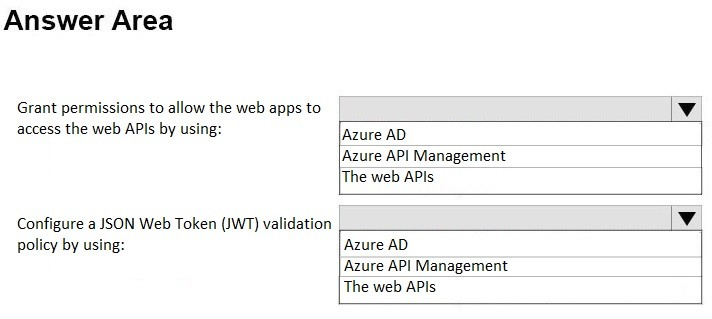 Answer Area
Grant permissions to allow the web apps to
access the web APIs by using:
Azure AD
Azure API Management
The web APIs
Configure a JSON Web Token (JWT) validation
policy by using:
Azure AD
Azure API Management
The web APIs